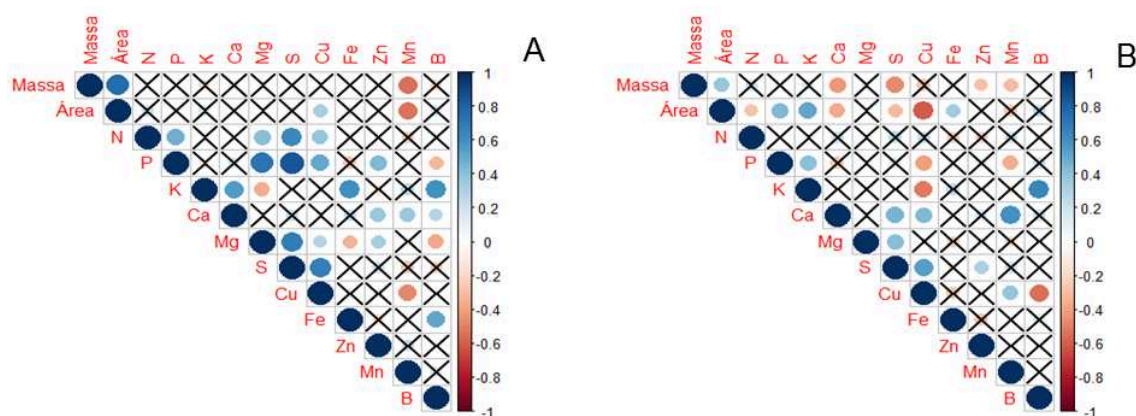 A
Massa Área N P K Ca Mg S Cu Fe Zn Mn B
Massa
Área
N
P
K
Ca
Mg
S
Cu
Fe
Zn
Mn
B
1
0.8
0.6
0.4
0.2
0
-0.2
-0.4
-0.6
-0.8
-1
B
Massa Área N P K Ca Mg S Cu Fe Zn Mn B
Massa
Área
N
P
K
Ca
Mg
S
Cu
Fe
Zn
Mn
B
1
0.8
0.6
0.4
0.2
0
-0.2
-0.4
-0.6
-0.8
-1